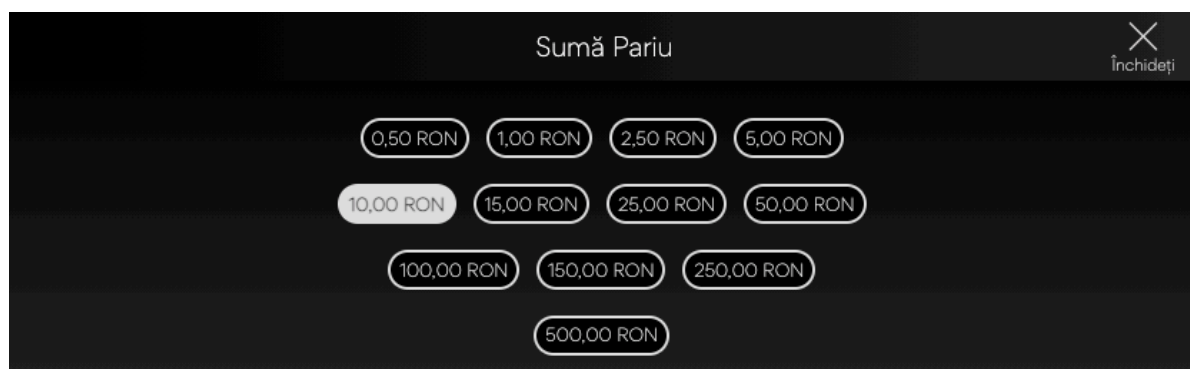 Sumă Pariu
Închideți
0,50 RON 1,00 RON 2,50 RON 5,00 RON
10,00 RON 15,00 RON 25,00 RON 50,00 RON
100,00 RON 150,00 RON 250,00 RON
500,00 RON